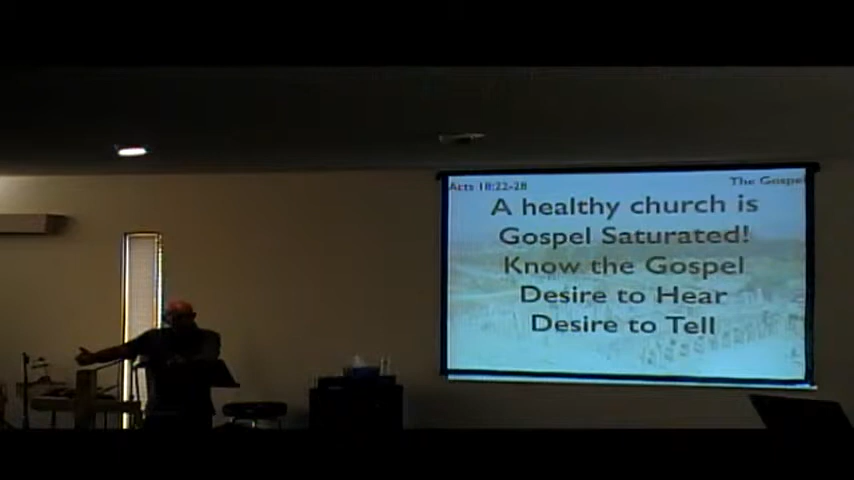 Acts 18:22-28
The Gospel
A healthy church is
Gospel Saturated!
Know the Gospel
Desire to Hear
Desire to Tell